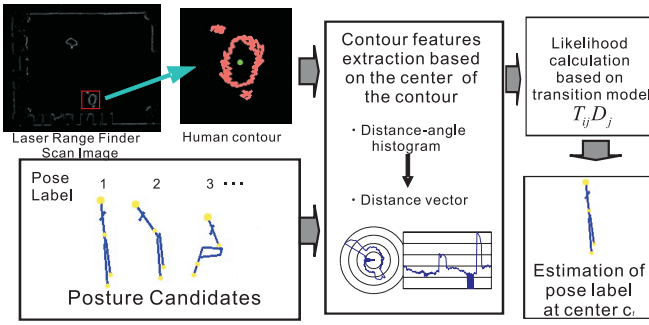 Laser Range Finder
Scan Image
Human contour
Pose
Label
1 2 3 ···
Posture Candidates
Contour features
extraction based
on the center of
the contour
· Distance-angle
histogram
· Distance vector
Likelihood
calculation
based on
transition model
T_{ij}D_j
Estimation of
pose label
at center c_t